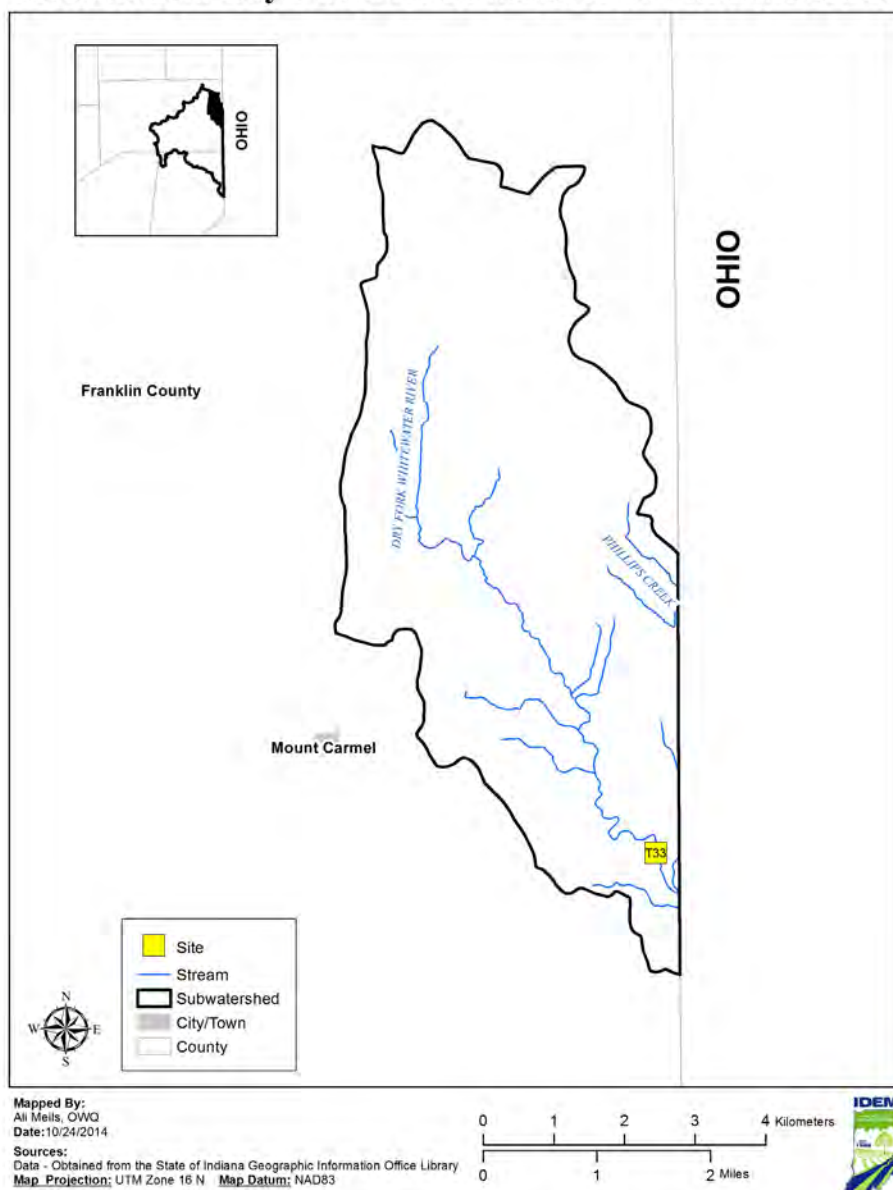 OHIO
OHIO
Franklin County
DRY FORK WHITEWATER RIVER
PHILLIPS CREEK
Mount Carmel
T33
Site
Stream
Subwatershed
City/Town
County
N
W E
S
Mapped By:
Ali Meils, OWQ
Date:10/24/2014
Sources:
Data - Obtained from the State of Indiana Geographic Information Office Library
Map Projection: UTM Zone 16 N Map Datum: NAD83
0 1 2 3 4 Kilometers
0 1 2 Miles
IDEM